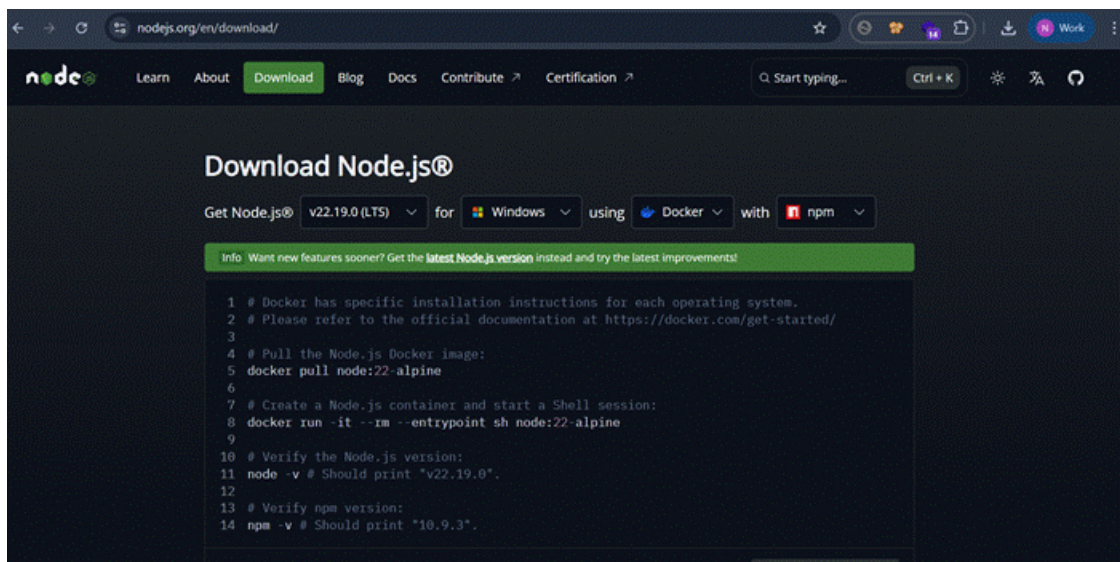 nodejs.org/en/download/
14
N Work
node
Learn About Download Blog Docs Contribute ↗ Certification ↗ Start typing... Ctrl + K
Download Node.js®
Get Node.js® v22.19.0 (LTS) for Windows using Docker with npm
Info Want new features sooner? Get the latest Node.js version instead and try the latest improvements!
1 # Docker has specific installation instructions for each operating system.
2 # Please refer to the official documentation at https://docker.com/get-started/
3
4 # Pull the Node.js Docker image:
5 docker pull node:22-alpine
6
7 # Create a Node.js container and start a Shell session:
8 docker run -it --rm --entrypoint sh node:22-alpine
9
10 # Verify the Node.js version:
11 node -v # Should print "v22.19.0".
12
13 # Verify npm version:
14 npm -v # Should print "10.9.3".